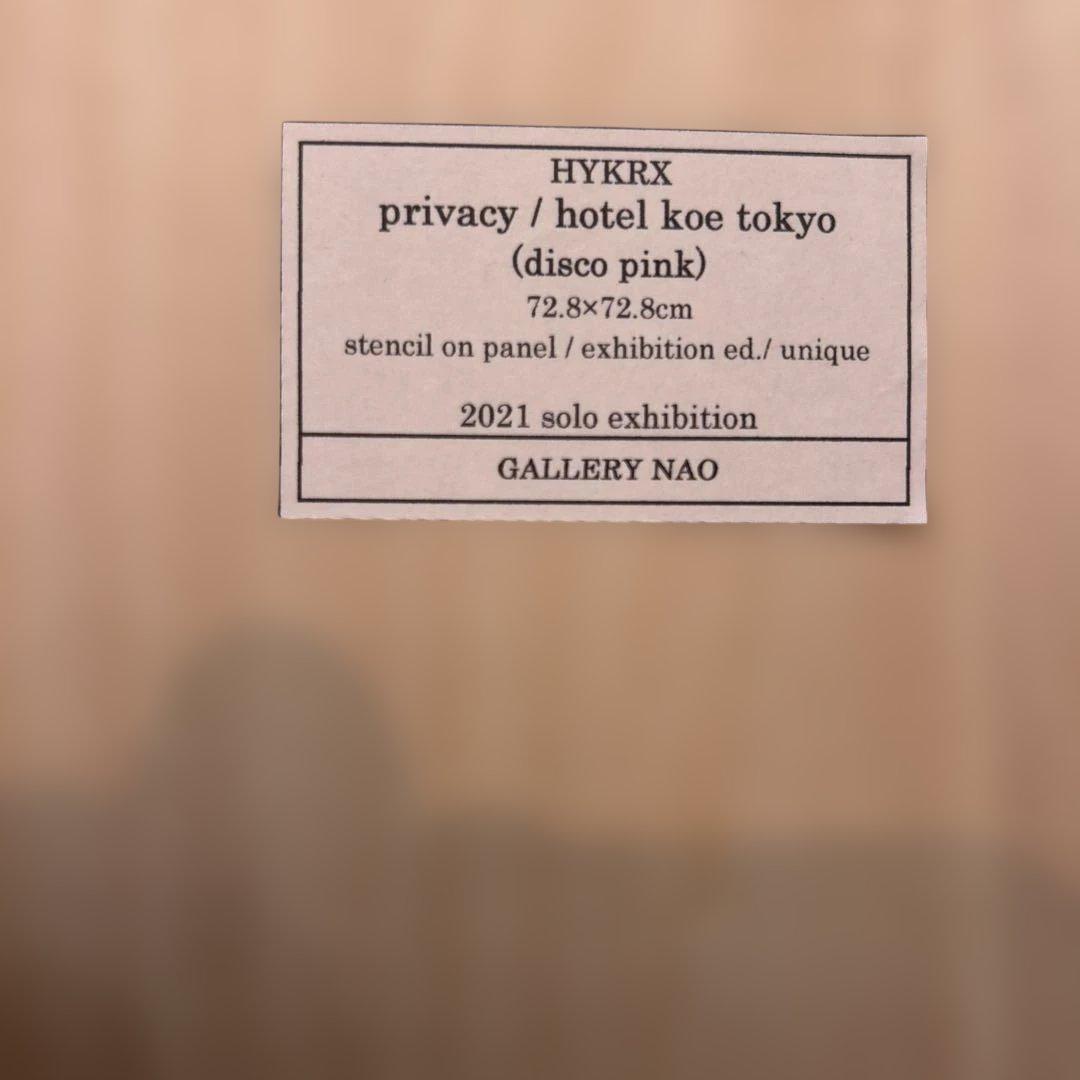 HYKRX
privacy / hotel koe tokyo
(disco pink)
72.8×72.8cm
stencil on panel / exhibition ed./ unique
2021 solo exhibition
GALLERY NAO